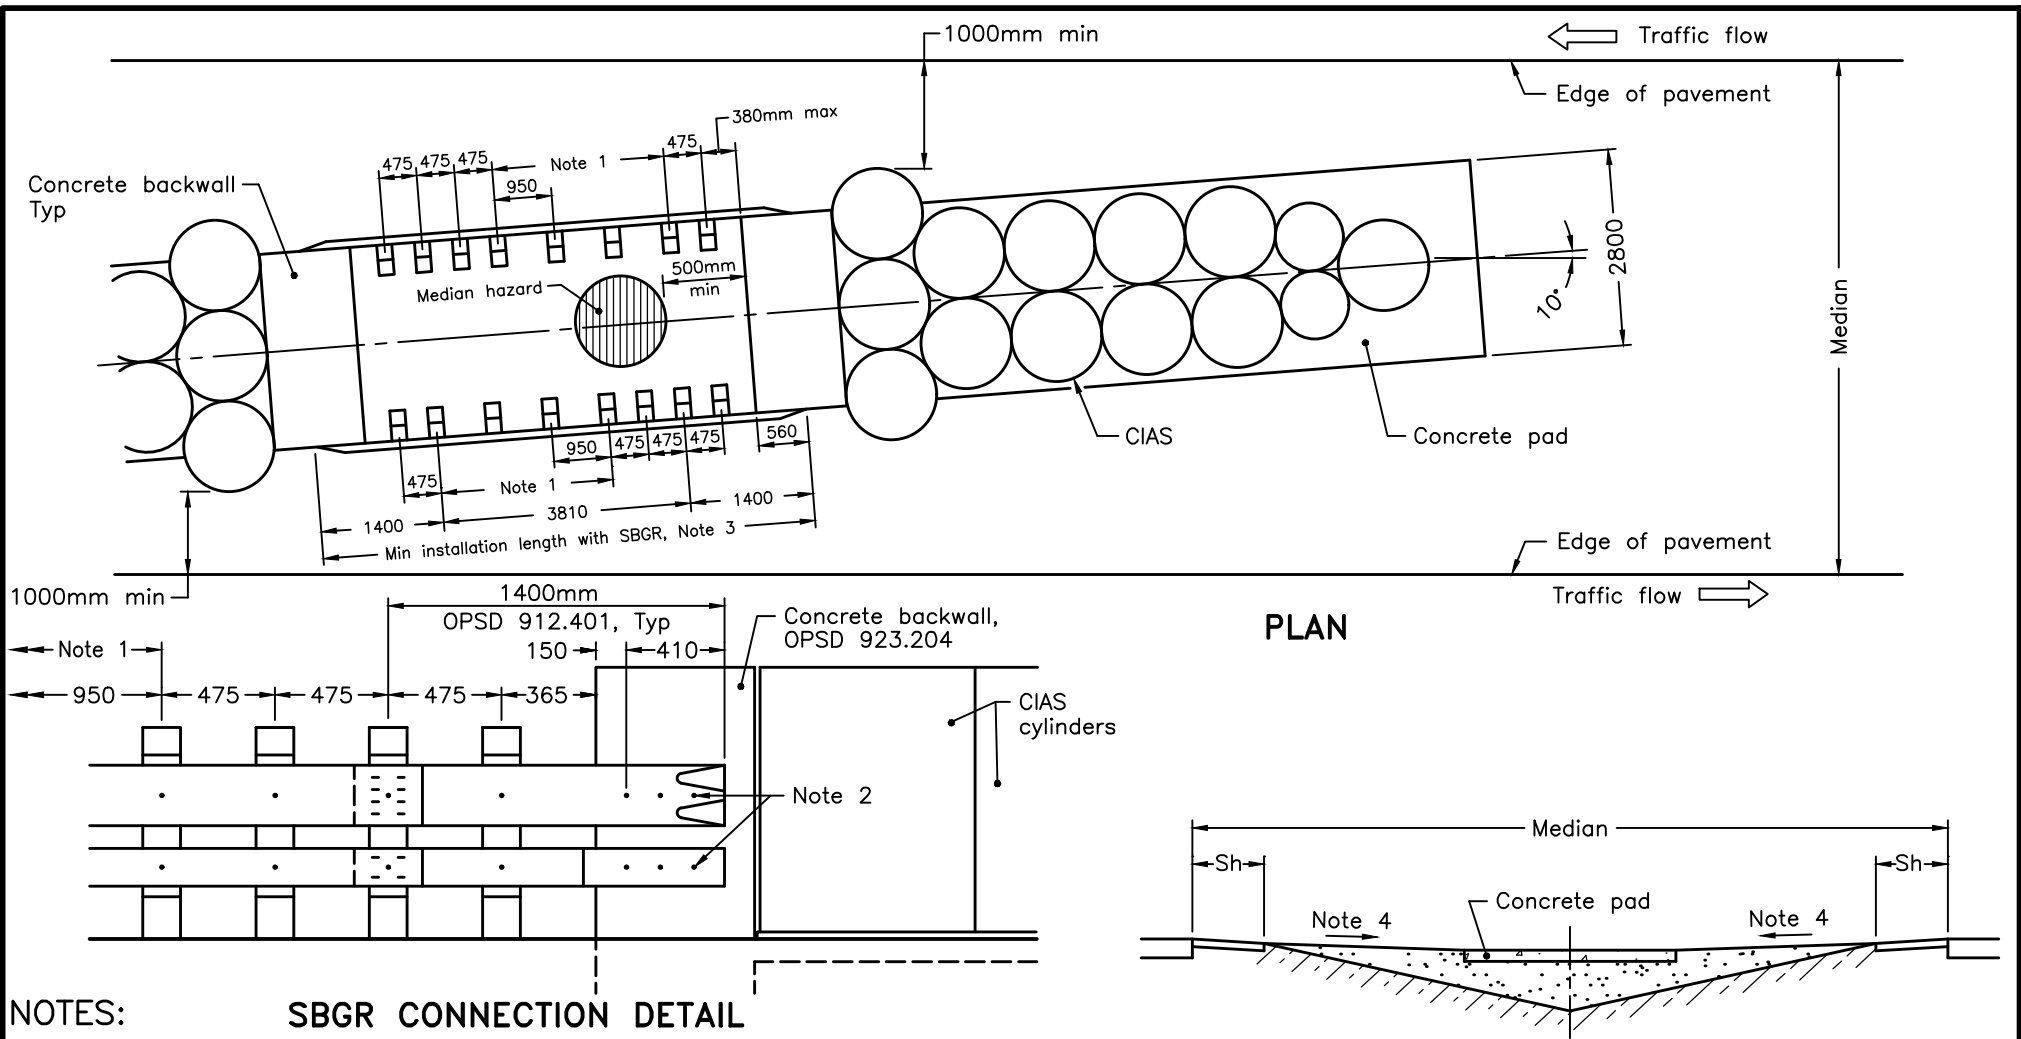 1000mm min
Traffic flow
Edge of pavement
380mm max
475
475 475 475
Note 1
950
Concrete backwall
Typ
500mm
min
Median hazard
2800
10°
Median
CIAS
Concrete pad
950 475 475 475
560
475
Note 1
1400
3810
1400
Min installation length with SBGR, Note 3
Edge of pavement
Traffic flow
1000mm min
PLAN
1400mm
OPSD 912.401, Typ
Concrete backwall,
OPSD 923.204
Note 1
150
410
950 475 475 475 365
CIAS
cylinders
Note 2
Median
Sh
Sh
Concrete pad
Note 4
Note 4
NOTES:
SBGR CONNECTION DETAIL